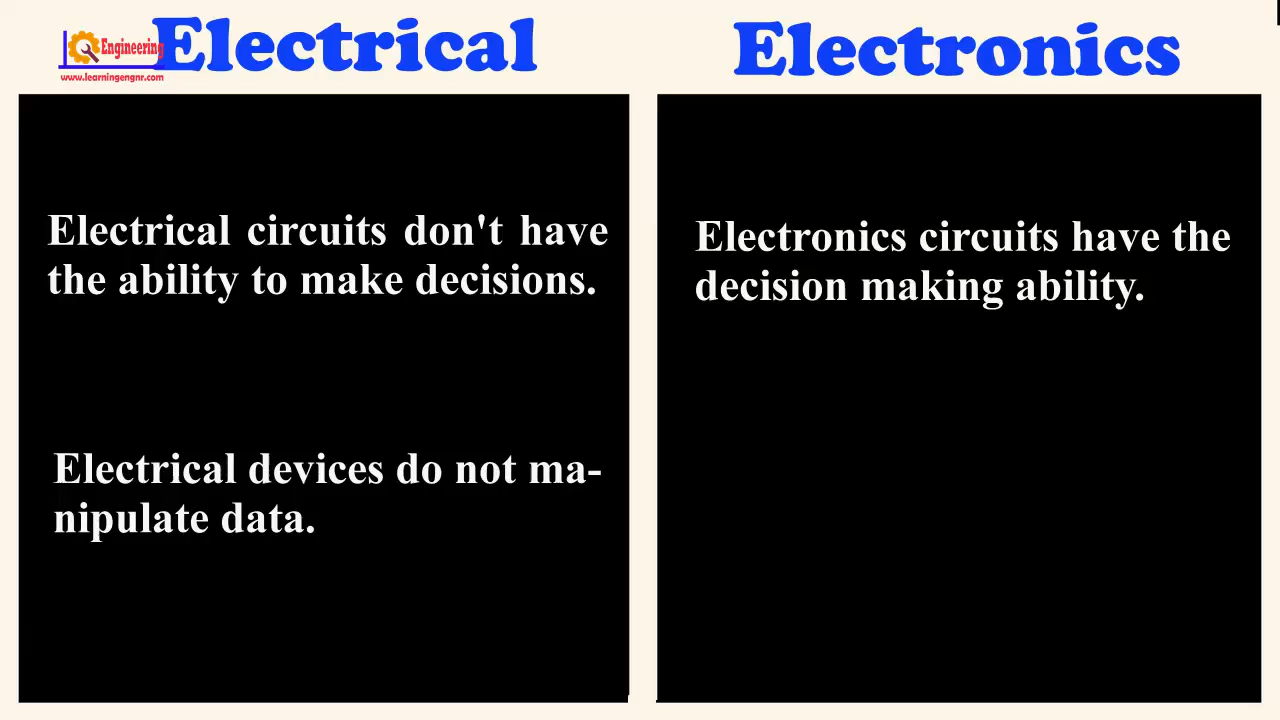 Engineering
www.learningengnr.com
Electrical
Electronics
Electrical circuits don't have
the ability to make decisions.
Electrical devices do not ma-
nipulate data.
Electronics circuits have the
decision making ability.